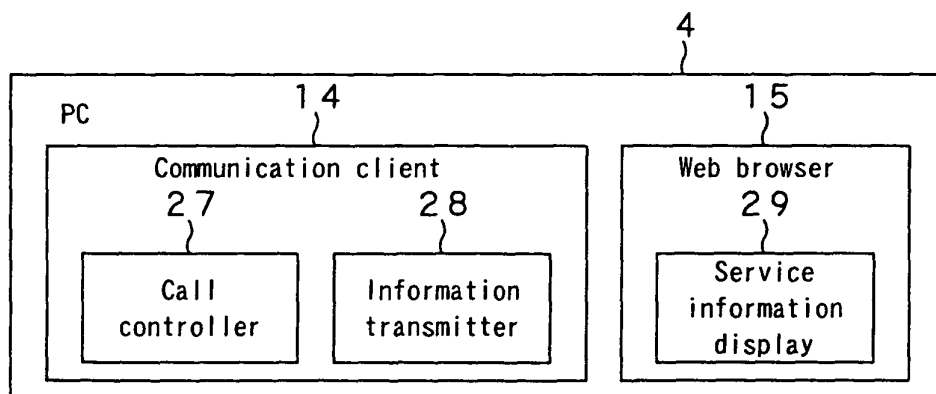 4
PC
14
15
Communication client
Web browser
27
28
29
Call
controller
Information
transmitter
Service
information
display